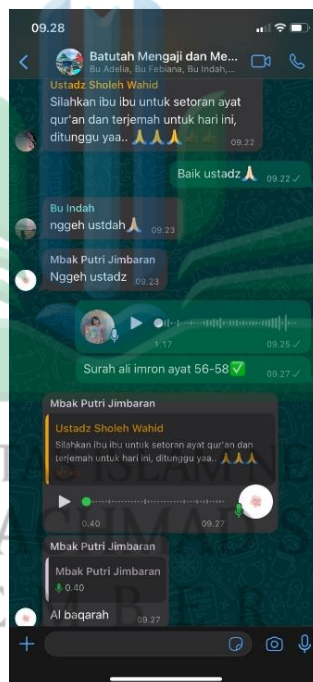 09.28
Batutah Mengaji dan Me...
Bu Adelia, Bu Febiana, Bu Indah,...
Ustadz Sholeh Wahid
Silahkan ibu ibu untuk setoran ayat
qur'an dan terjemah untuk hari ini,
ditunggu yaa.. 🙏🙏🙏👍👍
09.22
Baik ustadz🙏 09.22
Bu Indah
nggeh ustdah🙏 09.23
Mbak Putri Jimbaran
Nggeh ustadz 09.23
1.17 09.25
Surah ali imron ayat 56-58✅ 09.27
Mbak Putri Jimbaran
Ustadz Sholeh Wahid
Silahkan ibu ibu untuk setoran ayat qur'an dan
terjemah untuk hari ini, ditunggu yaa.. 🙏🙏🙏
👍👍
0.40 09.27
Mbak Putri Jimbaran
Mbak Putri Jimbaran
0.40
Al baqarah 09.27